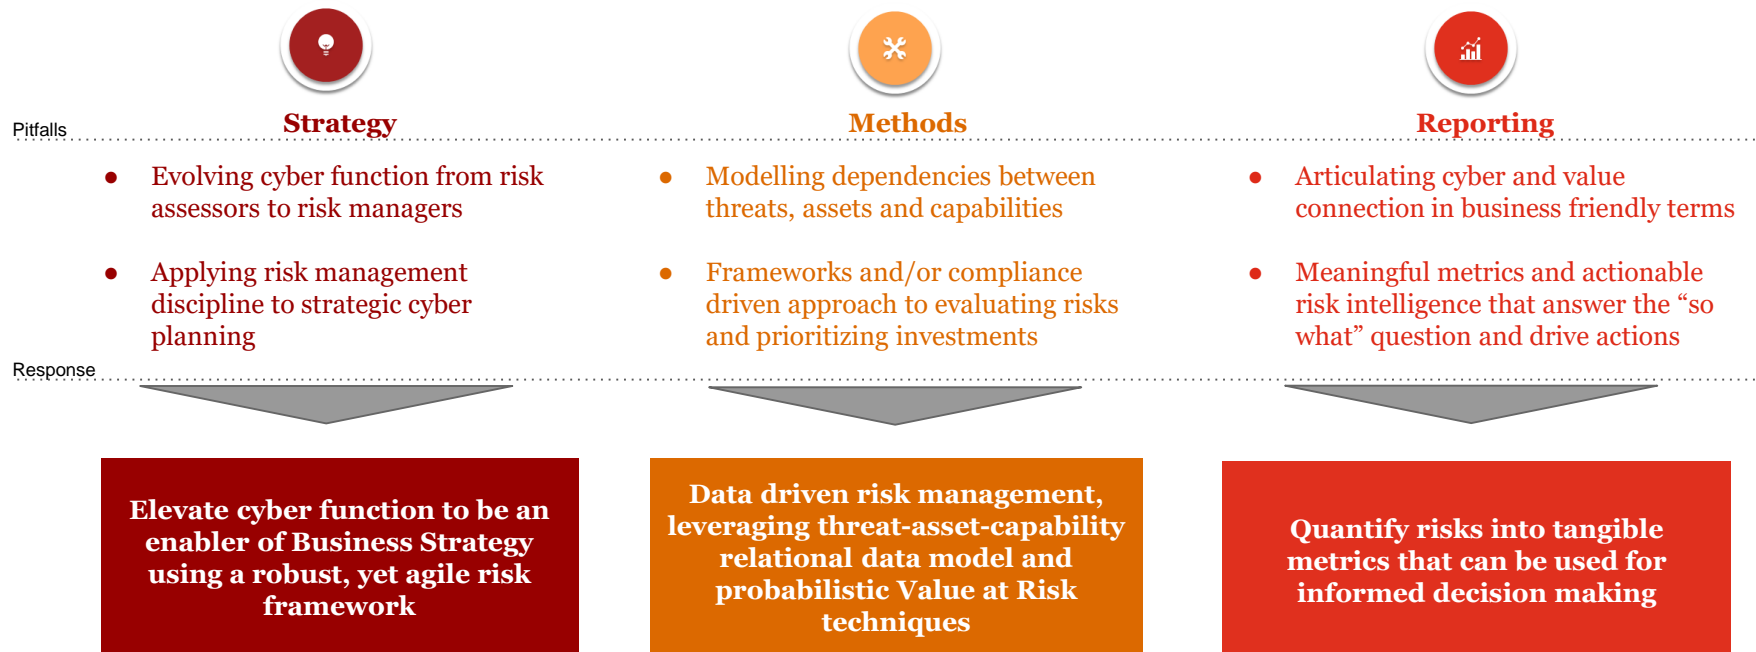 Pitfalls
Strategy
Methods
Reporting
● Evolving cyber function from risk
assessors to risk managers
● Applying risk management
discipline to strategic cyber
planning
● Modelling dependencies between
threats, assets and capabilities
● Frameworks and/or compliance
driven approach to evaluating risks
and prioritizing investments
● Articulating cyber and value
connection in business friendly terms
● Meaningful metrics and actionable
risk intelligence that answer the “so
what” question and drive actions
Response
Elevate cyber function to be an
enabler of Business Strategy
using a robust, yet agile risk
framework
Data driven risk management,
leveraging threat-asset-capability
relational data model and
probabilistic Value at Risk
techniques
Quantify risks into tangible
metrics that can be used for
informed decision making